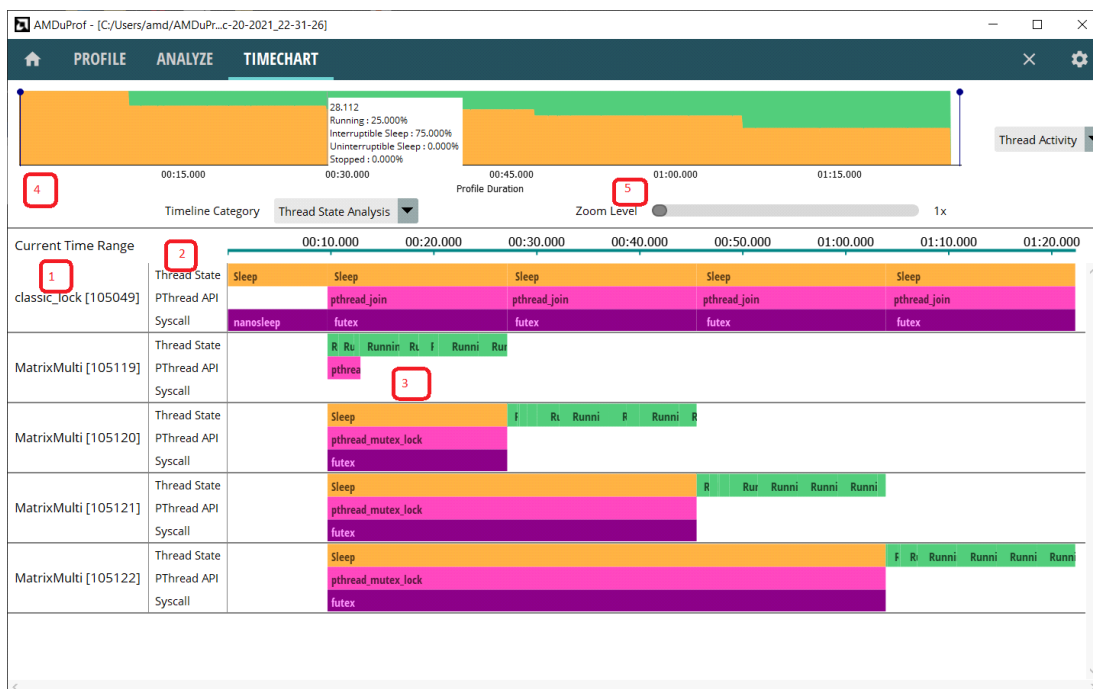 AMDuProf - [C:/Users/amd/AMDuPr...c-20-2021_22-31-26]
PROFILE ANALYZE TIMECHART
28.112
Running : 25.000%
Interruptible Sleep : 75.000%
Uninterruptible Sleep : 0.000%
Stopped : 0.000%
Thread Activity
00:15.000 00:30.000 00:45.000 01:00.000 01:15.000
Profile Duration
4
5
Timeline Category Thread State Analysis Zoom Level 1x
Current Time Range 00:10.000 00:20.000 00:30.000 00:40.000 00:50.000 01:00.000 01:10.000 01:20.000
2
1
Thread State Sleep Sleep Sleep Sleep Sleep
classic_lock [105049] PThread API pthread_join pthread_join pthread_join pthread_join
Syscall nanosleep futex futex futex futex
Thread State R Ru Runnin Ru F Runni Rur
MatrixMulti [105119] PThread API pthrea
3
Syscall
Thread State Sleep F Ru Runni R Runni R
MatrixMulti [105120] PThread API pthread_mutex_lock
Syscall futex
Thread State Sleep R Rur Runni Runni Runni
MatrixMulti [105121] PThread API pthread_mutex_lock
Syscall futex
Thread State Sleep F Ru Runni Runni Runni Runni
MatrixMulti [105122] PThread API pthread_mutex_lock
Syscall futex